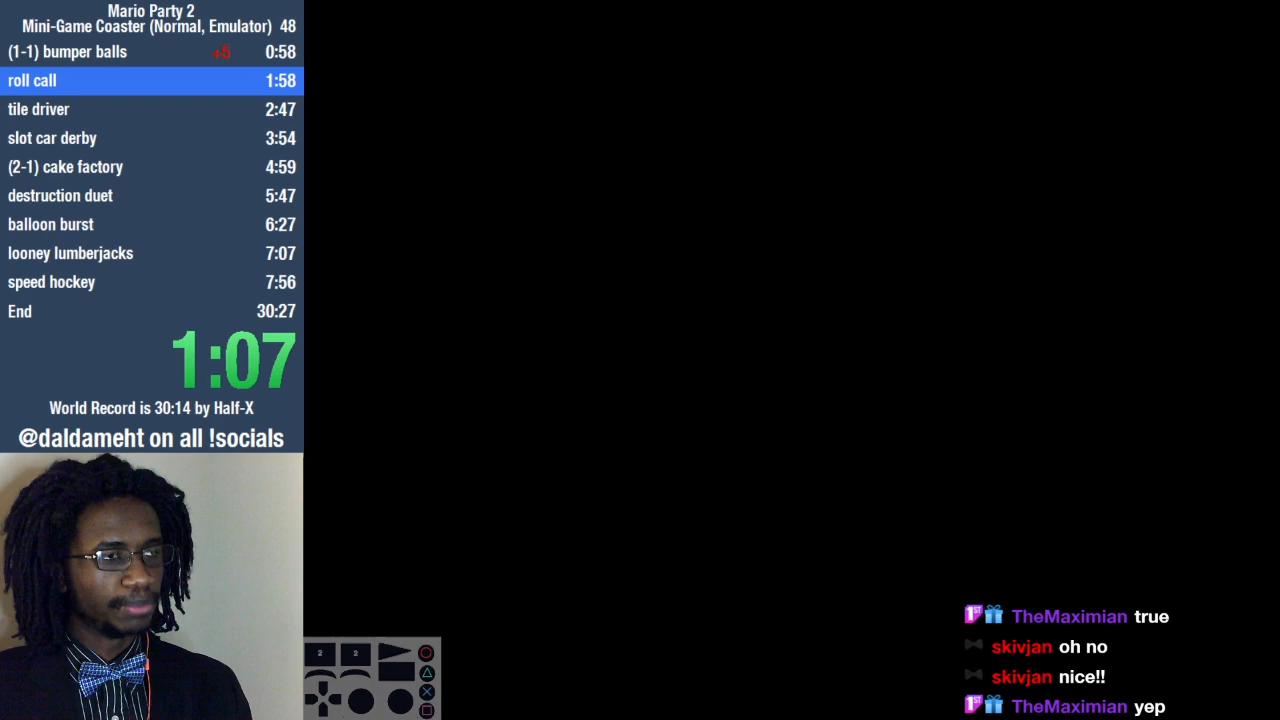 Mario Party 2
Mini-Game Coaster (Normal, Emulator) 48
(1-1) bumper balls +5 0:58
roll call 1:58
tile driver 2:47
slot car derby 3:54
(2-1) cake factory 4:59
destruction duet 5:47
balloon burst 6:27
looney lumberjacks 7:07
speed hockey 7:56
End 30:27
1:07
World Record is 30:14 by Half-X
@daldameht on all !socials
2 2
1ST TheMaximian true
skivjan oh no
skivjan nice!!
1ST TheMaximian yep